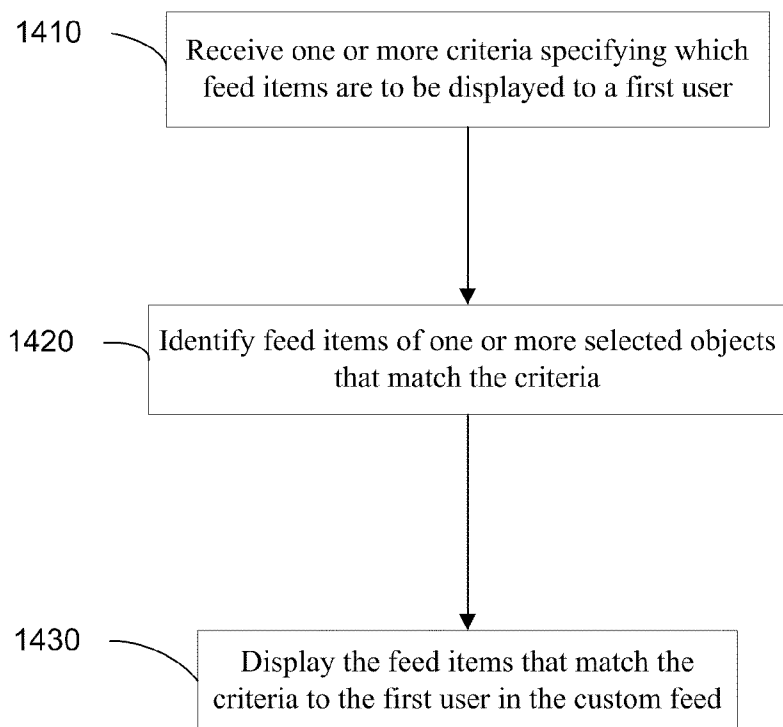 1410
Receive one or more criteria specifying which
feed items are to be displayed to a first user
1420
Identify feed items of one or more selected objects
that match the criteria
1430
Display the feed items that match the
criteria to the first user in the custom feed